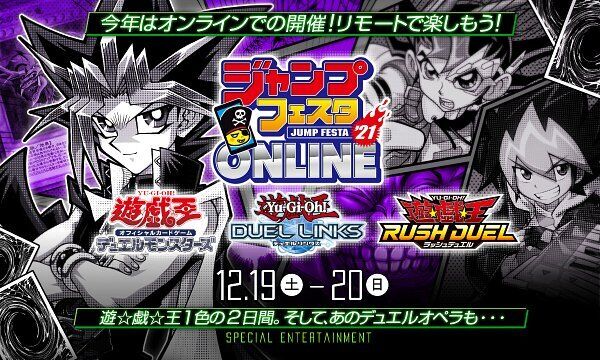 今年はオンラインでの開催!リモートで楽しもう!
ジャンプ
フェスタ
JUMP FESTA
'21
ONLINE
YU-GI-OH!
遊☆戯☆王
オフィシャルカードゲーム
デュエルモンスターズ
Yu-Gi-Oh!
DUEL LINKS
デュエルリンクス
YU-GI-OH!
遊☆戯☆王
RUSH DUEL
ラッシュデュエル
12.19土-20日
遊☆戯☆王1色の2日間。そして、あのデュエルオペラも・・・
SPECIAL ENTERTAINMENT